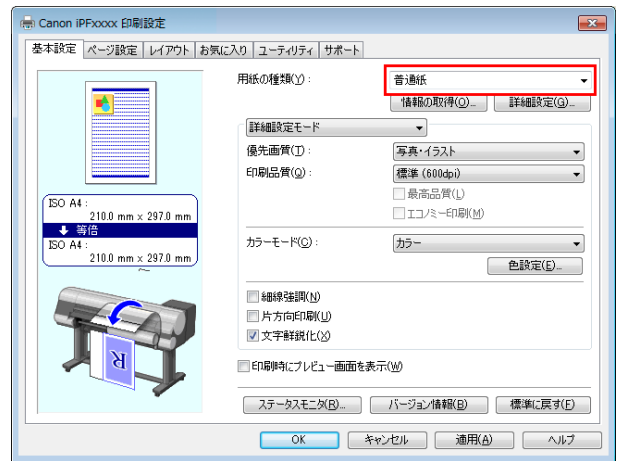 Canon iPFxxxx 印刷設定
基本設定 ページ設定 レイアウト お気に入り ユーティリティ サポート
用紙の種類(Y): 普通紙
情報の取得(O)... 詳細設定(G)...
詳細設定モード
優先画質(T): 写真・イラスト
印刷品質(Q): 標準 (600dpi)
最高品質(L)
エコノミー印刷(M)
ISO A4 :
210.0 mm x 297.0 mm
等倍
ISO A4 :
210.0 mm x 297.0 mm
カラーモード(C): カラー
色設定(E)...
細線強調(N)
片方向印刷(U)
文字鮮鋭化(X)
R
印刷時にプレビュー画面を表示(W)
ステータスモニタ(R)... バージョン情報(B) 標準に戻す(F)
OK キャンセル 適用(A) ヘルプ